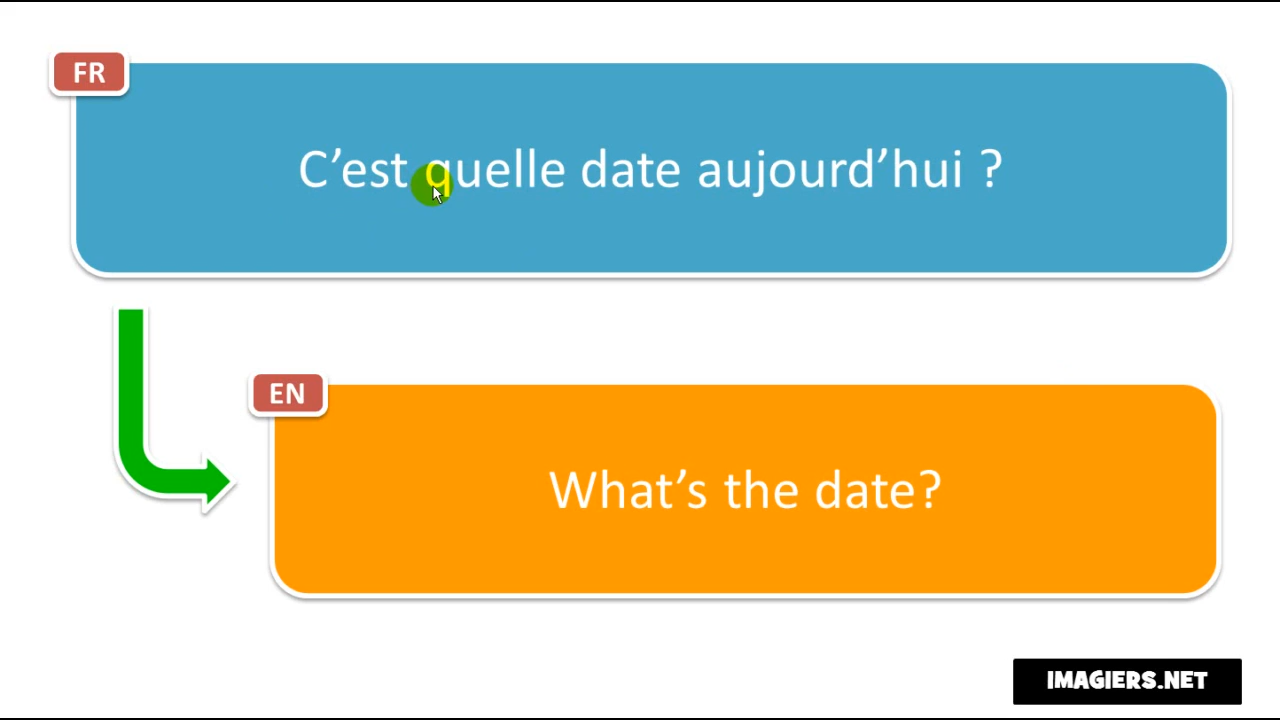 FR
C’est quelle date aujourd’hui ?
EN
What’s the date?
IMAGIERS.NET